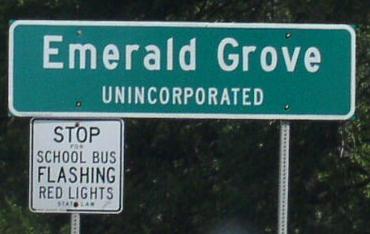 Emerald Grove
UNINCORPORATED
STOP
FOR
SCHOOL BUS
FLASHING
RED LIGHTS
STATE LAW